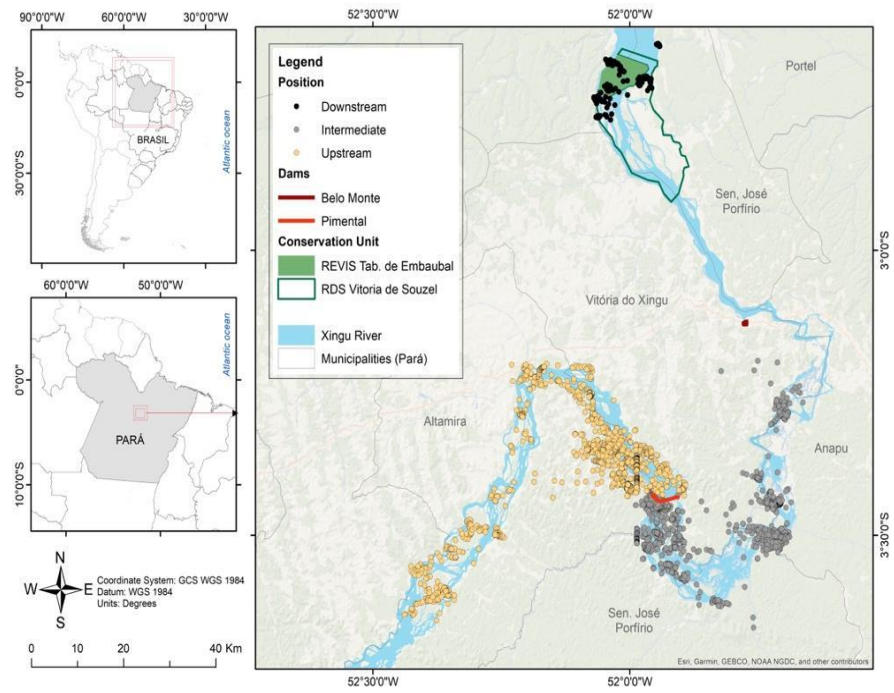 90°0'0"W 60°0'0"W 30°0'0"W
0°0'0"
30°0'0"S
BRASIL
Atlantic ocean
60°0'0"W 50°0'0"W
0°0'0"
10°0'0"S
PARÁ
Atlantic ocean
N
W E
S
Coordinate System: GCS WGS 1984
Datum: WGS 1984
Units: Degrees
0 10 20 40 Km
52°30'0"W 52°0'0"W
Legend
Position
Downstream
Intermediate
Upstream
Dams
Belo Monte
Pimental
Conservation Unit
REVIS Tab. de Embaubal
RDS Vitoria de Souzel
Xingu River
Municipalities (Pará)
Portel
Sen, José
Porfírio
Vitória do Xingu
Altamira
Anapu
Sen. José
Porfírio
3°0'0"S
3°30'0"S
Esri, Garmin, GEBCO, NOAA NGDC, and other contributors
52°30'0"W 52°0'0"W